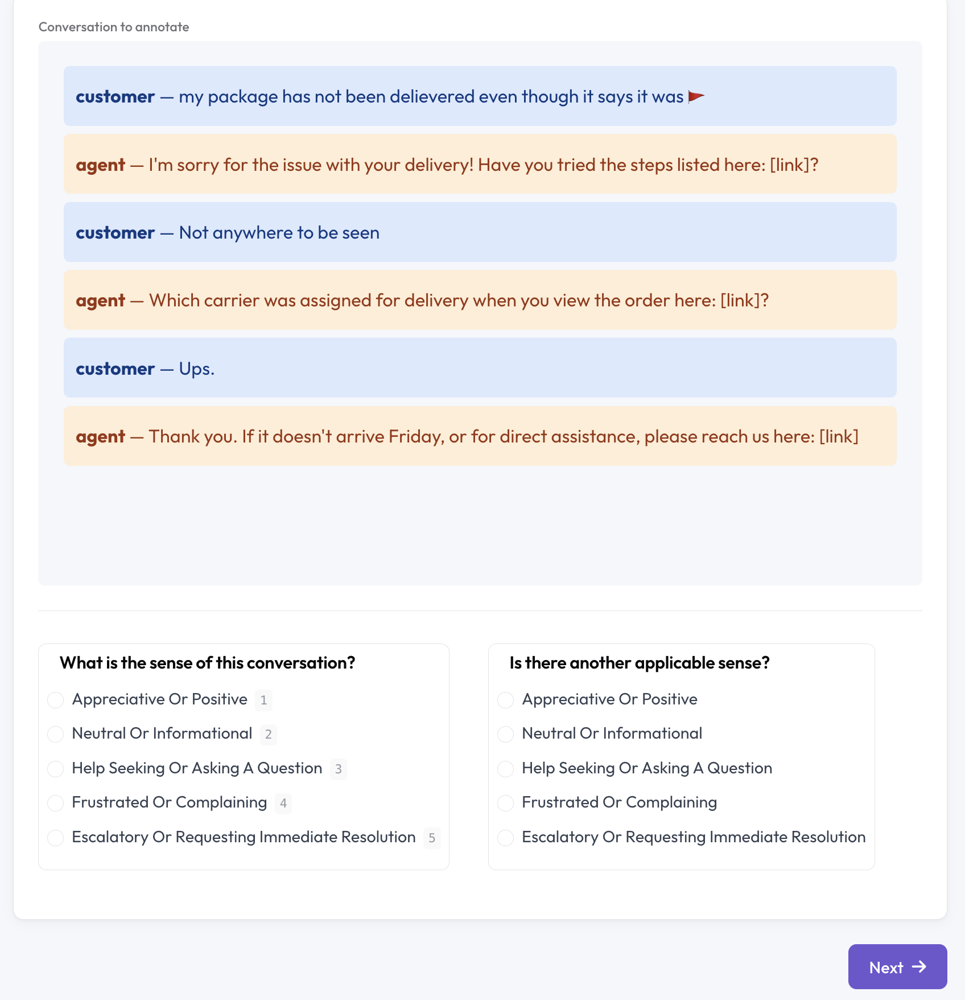 Conversation to annotate
customer — my package has not been delievered even though it says it was 🚩
agent — I'm sorry for the issue with your delivery! Have you tried the steps listed here: [link]?
customer — Not anywhere to be seen
agent — Which carrier was assigned for delivery when you view the order here: [link]?
customer — Ups.
agent — Thank you. If it doesn't arrive Friday, or for direct assistance, please reach us here: [link]
What is the sense of this conversation?
Appreciative Or Positive 1
Neutral Or Informational 2
Help Seeking Or Asking A Question 3
Frustrated Or Complaining 4
Escalatory Or Requesting Immediate Resolution 5
Is there another applicable sense?
Appreciative Or Positive
Neutral Or Informational
Help Seeking Or Asking A Question
Frustrated Or Complaining
Escalatory Or Requesting Immediate Resolution
Next →